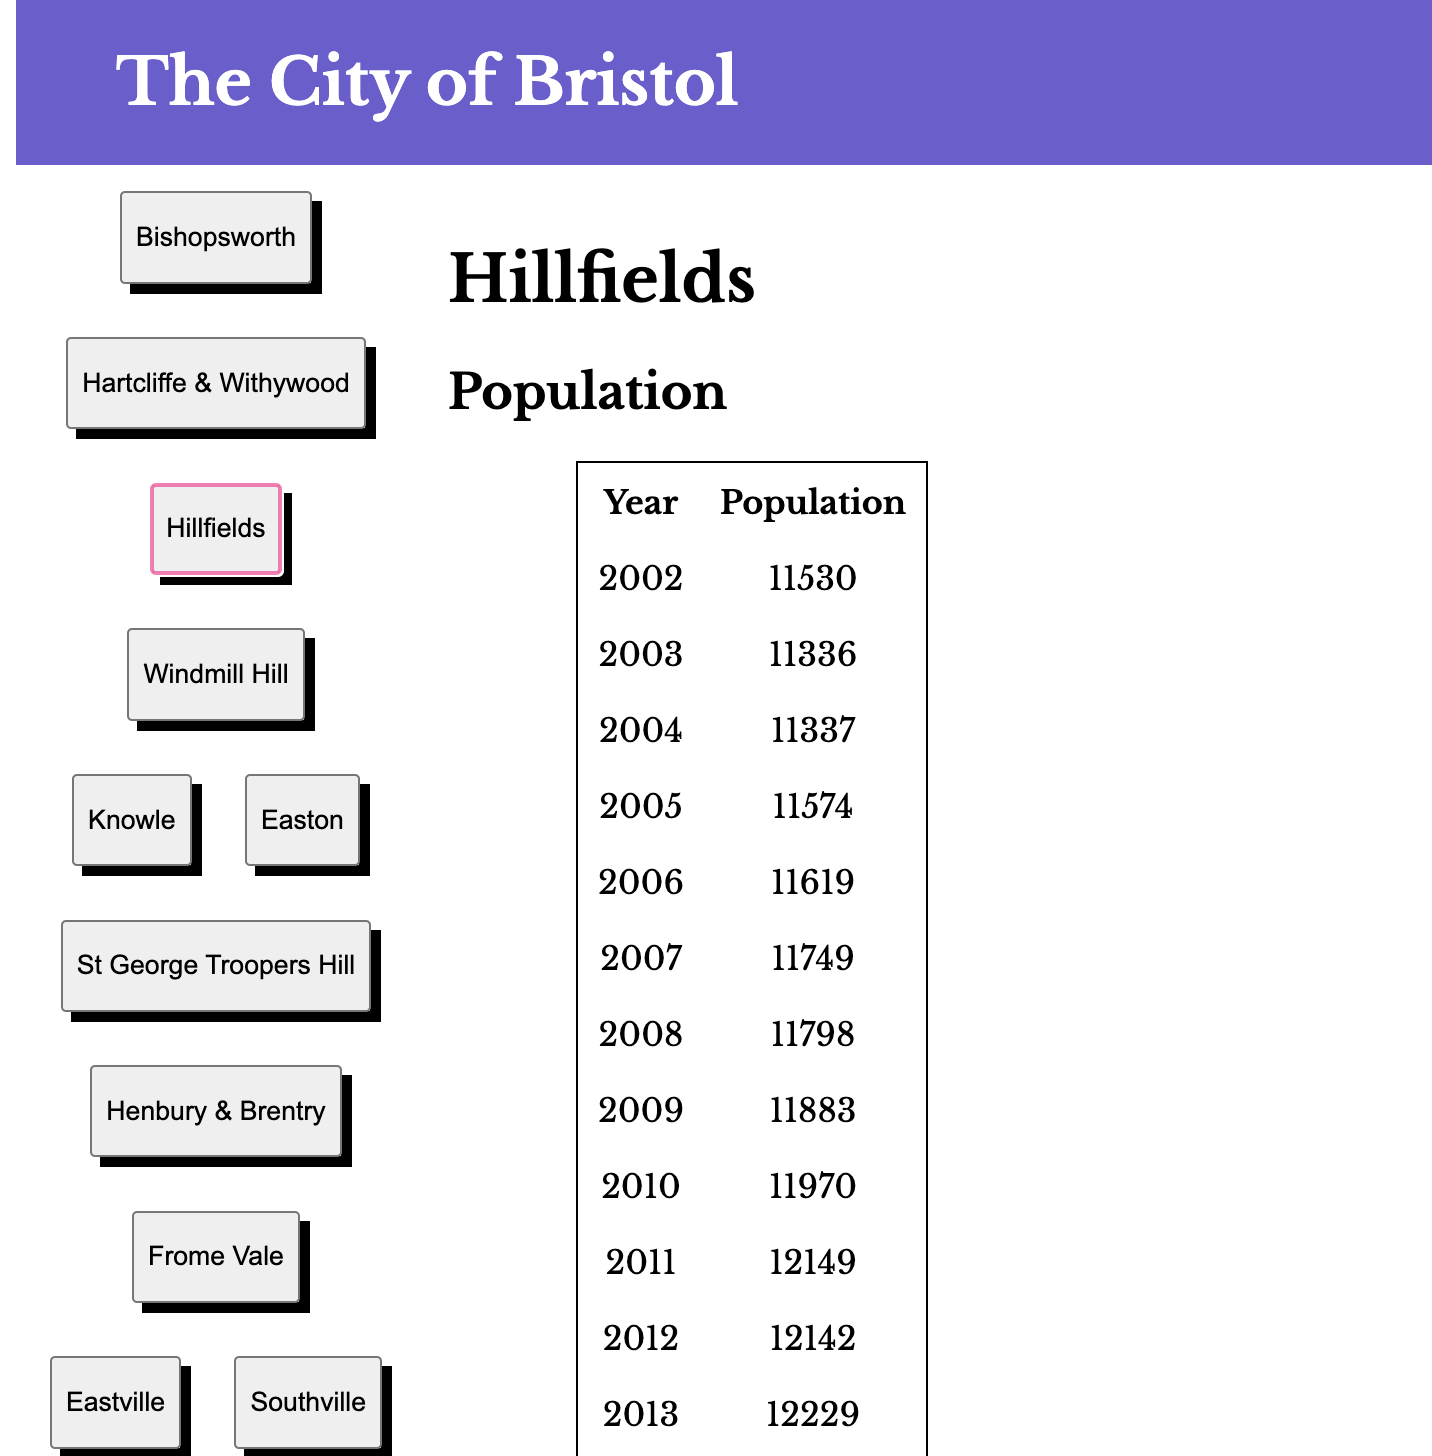 The City of Bristol
Bishopsworth
Hartcliffe & Withywood
Hillfields
Windmill Hill
Knowle
Easton
St George Troopers Hill
Henbury & Brentry
Frome Vale
Eastville
Southville
Hillfields
Population
Year Population
2002 11530
2003 11336
2004 11337
2005 11574
2006 11619
2007 11749
2008 11798
2009 11883
2010 11970
2011 12149
2012 12142
2013 12229